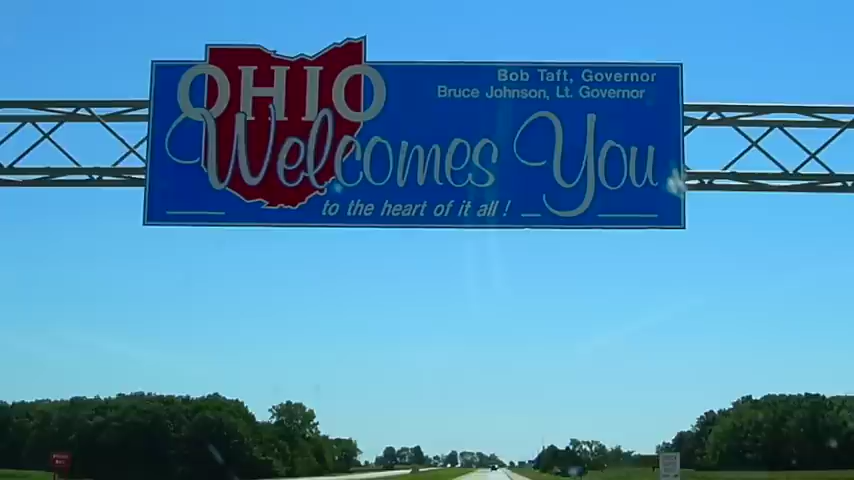 OHIO
Bob Taft, Governor
Bruce Johnson, Lt. Governor
Welcomes You
to the heart of it all !